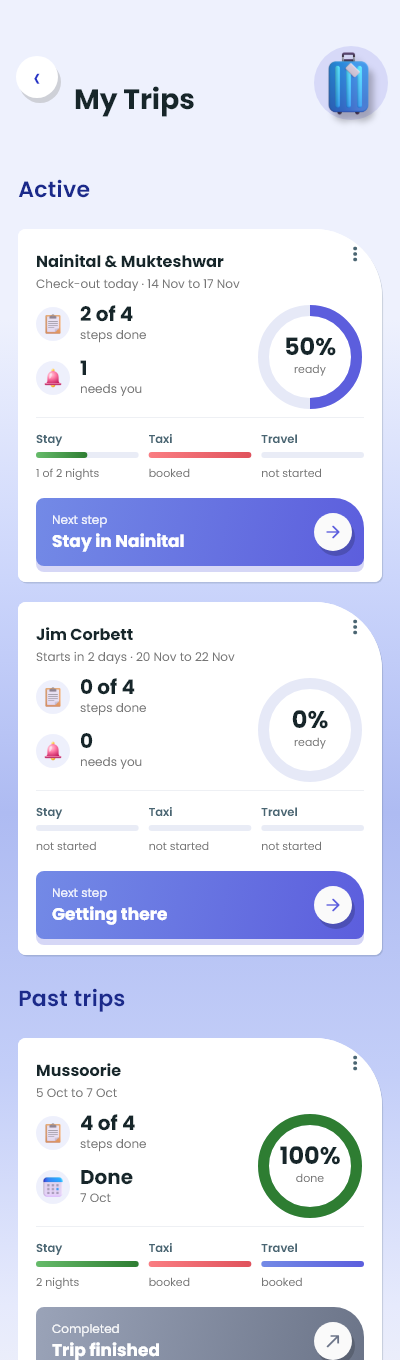 ‹
My Trips
Active
Nainital & Mukteshwar
Check-out today · 14 Nov to 17 Nov
2 of 4
steps done
1
needs you
50%
ready
Stay
Taxi
Travel
1 of 2 nights
booked
not started
Next step
Stay in Nainital
Jim Corbett
Starts in 2 days · 20 Nov to 22 Nov
0 of 4
steps done
0
needs you
0%
ready
Stay
Taxi
Travel
not started
not started
not started
Next step
Getting there
Past trips
Mussoorie
5 Oct to 7 Oct
4 of 4
steps done
Done
7 Oct
100%
done
Stay
Taxi
Travel
2 nights
booked
booked
Completed
Trip finished